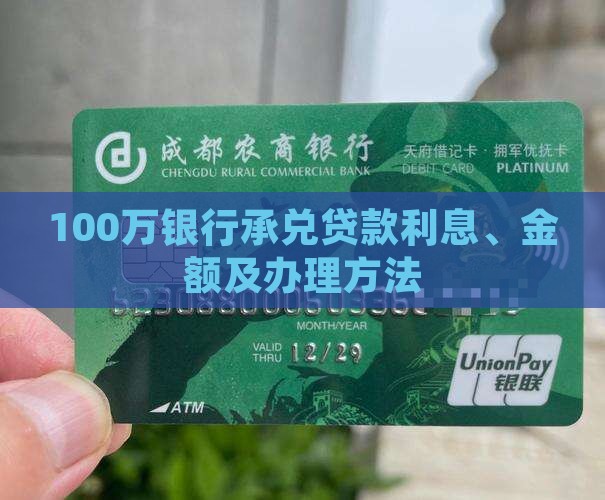 成都农商银行
CHENGDU RURAL COMMERCIAL BANK
天府借记卡·拥军优抚卡
DEBIT CARD PLATINUM
100万银行承兑贷款利息、金
额及办理方法
MONTH/YEAR
VALID THRU 12/29
ATM
UnionPay
银联